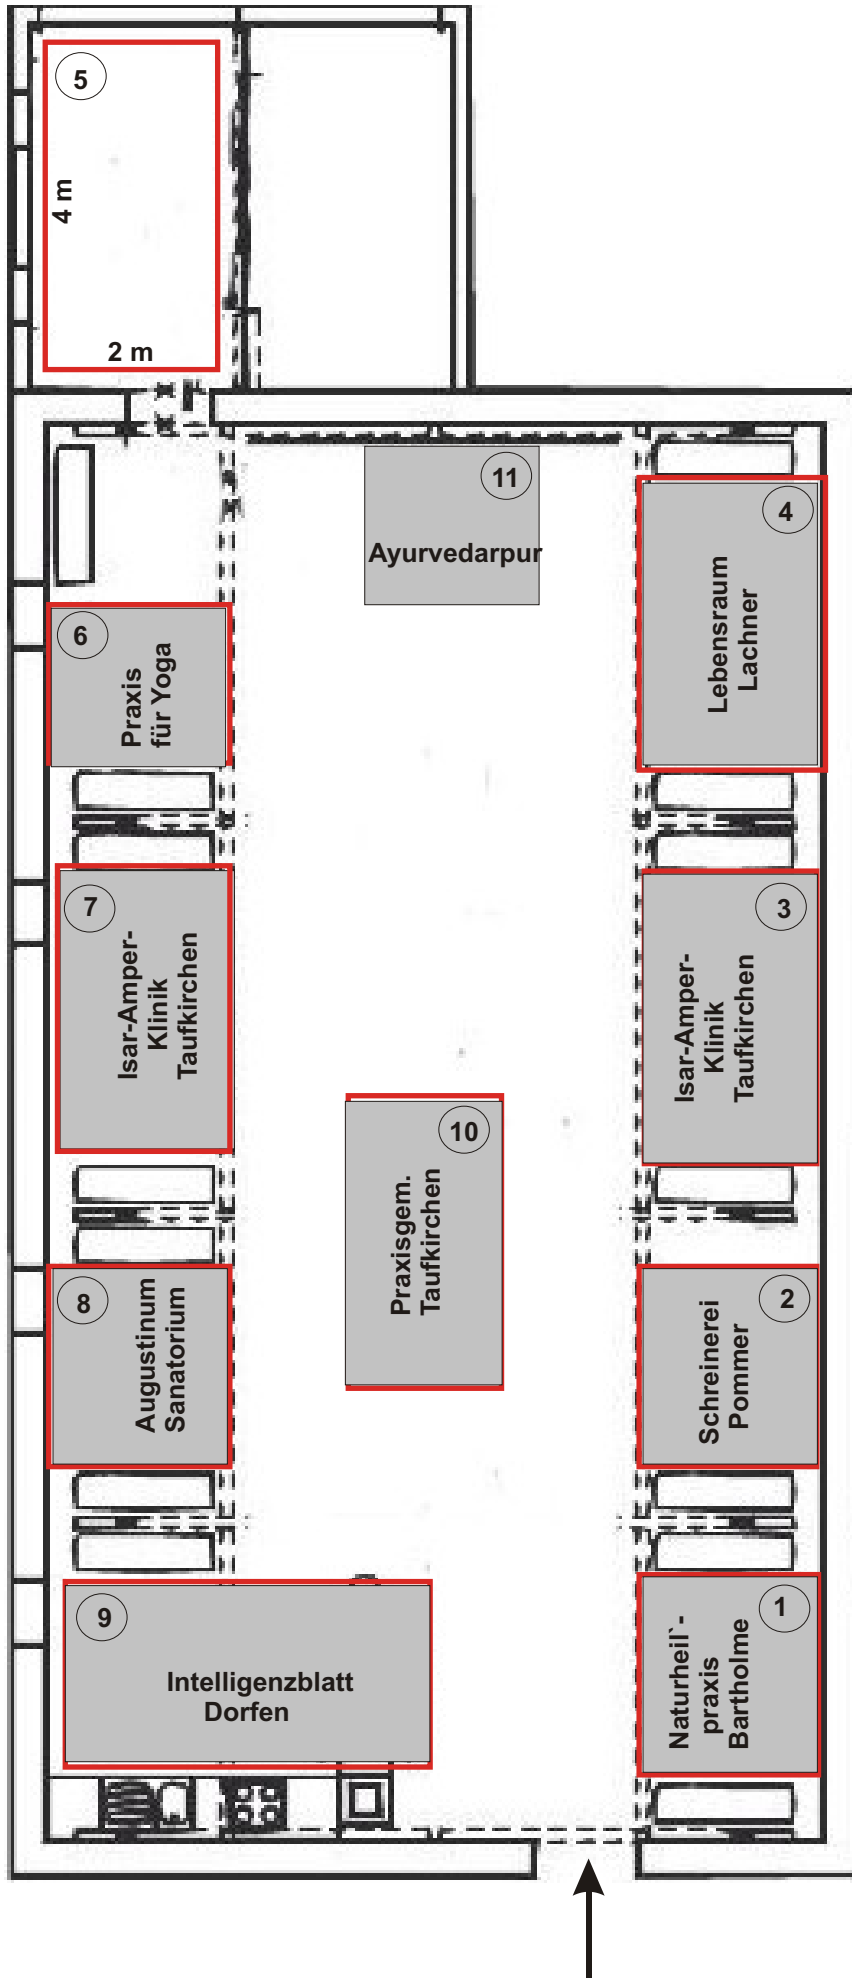 5
4 m
2 m
11
Ayurvedarpur
4
Lebensraum
Lachner
6
Praxis
für Yoga
7
Isar-Amper-
Klinik
Taufkirchen
3
Isar-Amper-
Klinik
Taufkirchen
10
Praxisgem.
Taufkirchen
8
Augustinum
Sanatorium
2
Schreinerei
Pommer
9
Intelligenzblatt
Dorfen
1
Naturheil`-
praxis
Bartholme